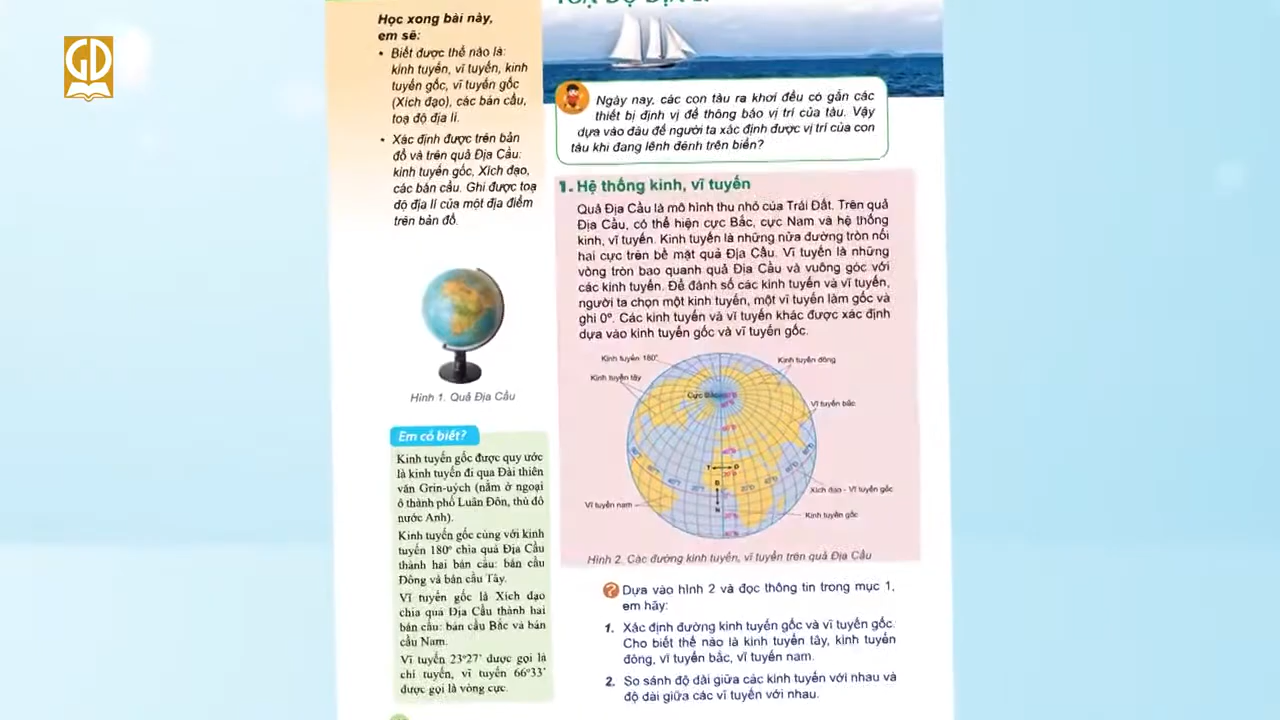 GD
Học xong bài này,
em sẽ:
• Biết được thế nào là:
kinh tuyến, vĩ tuyến, kinh
tuyến gốc, vĩ tuyến gốc
(Xích đạo), các bán cầu,
toạ độ địa lí.
• Xác định được trên bản
đồ và trên quả Địa Cầu:
kinh tuyến gốc, Xích đạo,
các bán cầu. Ghi được toạ
độ địa lí của một địa điểm
trên bản đồ.
Hình 1. Quả Địa Cầu
Em có biết?
Kinh tuyến gốc được quy ước
là kinh tuyến đi qua Đài thiên
văn Grin-uých (nằm ở ngoại
ô thành phố Luân Đôn, thủ đô
nước Anh).
Kinh tuyến gốc cùng với kinh
tuyến 180° chia quả Địa Cầu
thành hai bán cầu: bán cầu
Đông và bán cầu Tây.
Vĩ tuyến gốc là Xích đạo
chia quả Địa Cầu thành hai
bán cầu: bán cầu Bắc và bán
cầu Nam.
Vĩ tuyến 23°27’ được gọi là
chí tuyến, vĩ tuyến 66°33’
được gọi là vòng cực.
Ngày nay, các con tàu ra khơi đều có gắn các
thiết bị định vị để thông báo vị trí của tàu. Vậy
dựa vào đâu để người ta xác định được vị trí của con
tàu khi đang lênh đênh trên biển?
1. Hệ thống kinh, vĩ tuyến
Quả Địa Cầu là mô hình thu nhỏ của Trái Đất. Trên quả
Địa Cầu, có thể hiện cực Bắc, cực Nam và hệ thống
kinh, vĩ tuyến. Kinh tuyến là những nửa đường tròn nối
hai cực trên bề mặt quả Địa Cầu. Vĩ tuyến là những
vòng tròn bao quanh quả Địa Cầu và vuông góc với
các kinh tuyến. Để đánh số các kinh tuyến và vĩ tuyến,
người ta chọn một kinh tuyến, một vĩ tuyến làm gốc và
ghi 0°. Các kinh tuyến và vĩ tuyến khác được xác định
dựa vào kinh tuyến gốc và vĩ tuyến gốc.
Kinh tuyến 180°
Kinh tuyến đông
Kinh tuyến tây
Cực Bắc
Vĩ tuyến bắc
T
Đ
B
N
Xích đạo - Vĩ tuyến gốc
Vĩ tuyến nam
Kinh tuyến gốc
Hình 2. Các đường kinh tuyến, vĩ tuyến trên quả Địa Cầu
? Dựa vào hình 2 và đọc thông tin trong mục 1,
em hãy:
1. Xác định đường kinh tuyến gốc và vĩ tuyến gốc.
Cho biết thế nào là kinh tuyến tây, kinh tuyến
đông, vĩ tuyến bắc, vĩ tuyến nam.
2. So sánh độ dài giữa các kinh tuyến với nhau và
độ dài giữa các vĩ tuyến với nhau.